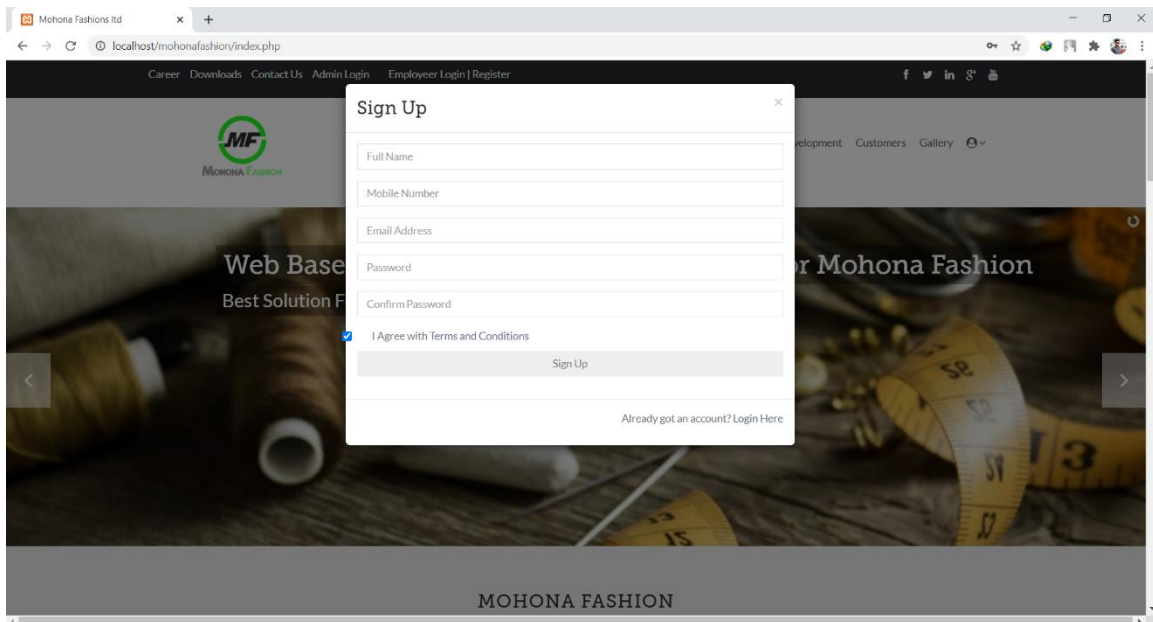 Mohona Fashions ltd
localhost/mohonafashion/index.php
Career Downloads Contact Us Admin Login Employeer Login | Register
Sign Up
MF
MOHONA FASHION
Customers Gallery
Full Name
Mobile Number
Email Address
Web Base
r Mohona Fashion
Password
Best Solution F
Confirm Password
I Agree with Terms and Conditions
Sign Up
Already got an account? Login Here
MOHONA FASHION